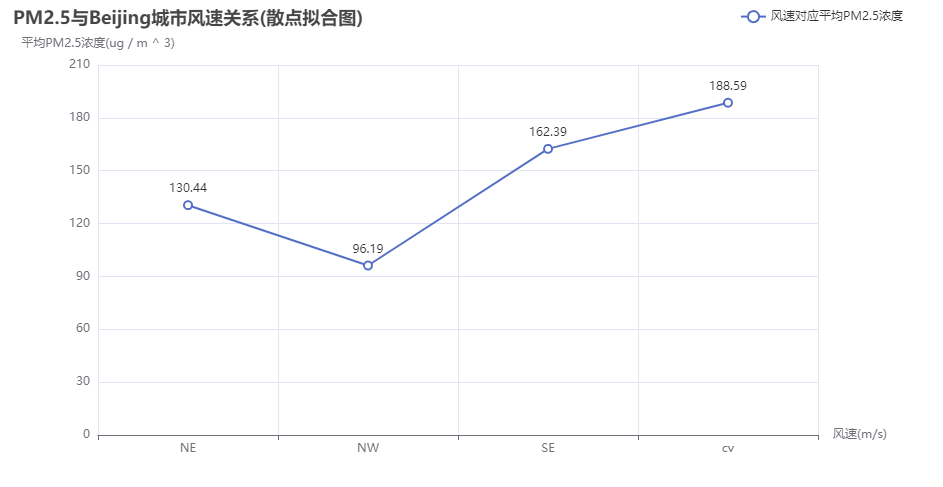 PM2.5与Beijing城市风速关系(散点拟合图)
风速对应平均PM2.5浓度
平均PM2.5浓度(ug / m ^ 3)
210
180
150
120
90
60
30
0
130.44
96.19
162.39
188.59
NE
NW
SE
cv
风速(m/s)